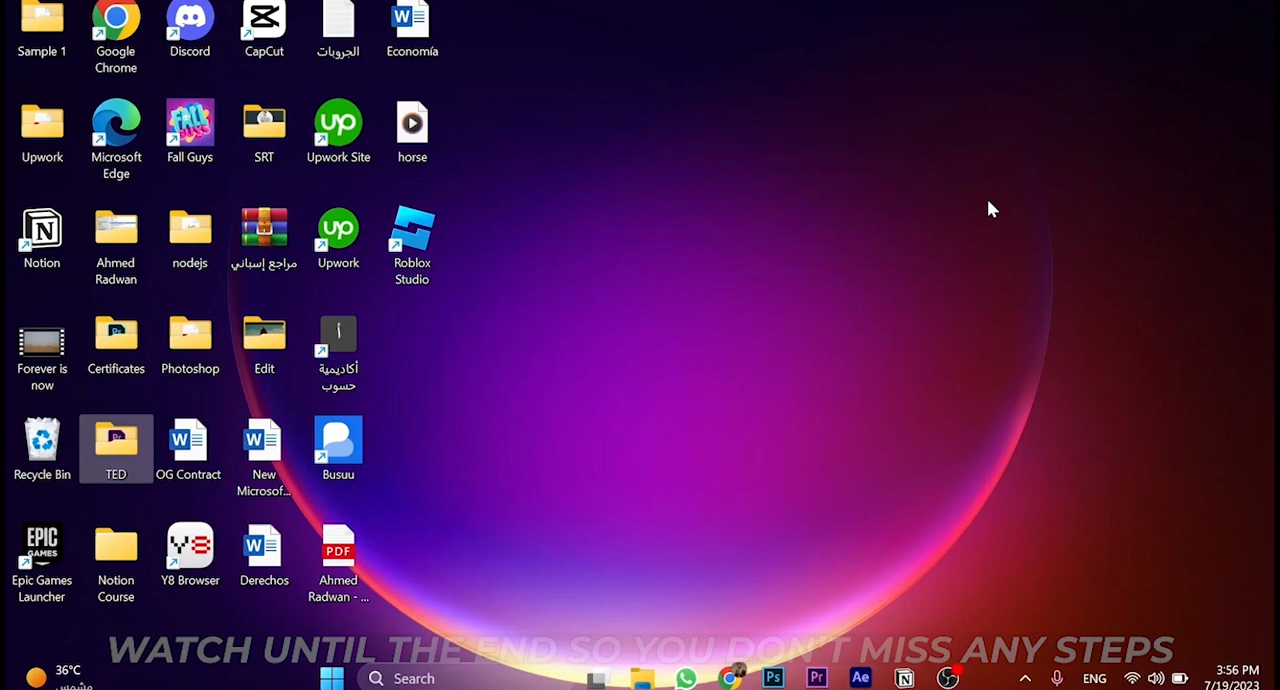 Sample 1
Google
Chrome
Discord
CapCut
الجروبات
Economía
Upwork
Microsoft
Edge
Fall Guys
SRT
Upwork Site
horse
Notion
Ahmed
Radwan
nodejs
مراجع إسباني
Upwork
Roblox
Studio
Forever is
now
Certificates
Photoshop
Edit
أكاديمية
حسوب
Recycle Bin
TED
OG Contract
New
Microsof...
Busuu
Epic Games
Launcher
Notion
Course
Y8 Browser
Derechos
Ahmed
Radwan - ...
WATCH UNTIL THE END SO YOU DON'T MISS ANY STEPS
36°C
مشمس
Search
ENG
3:56 PM
7/19/2023